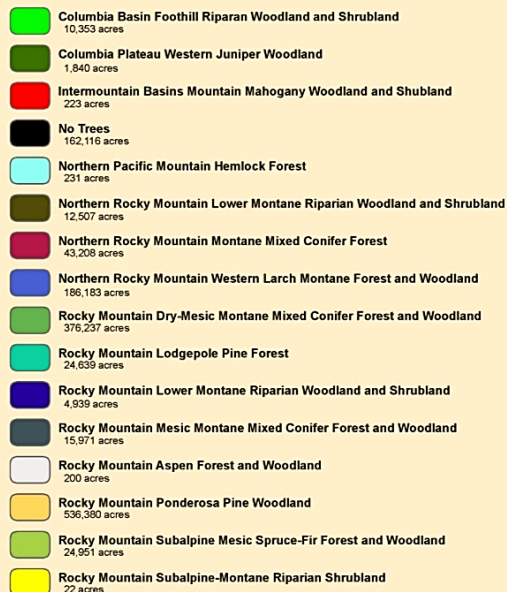 Columbia Basin Foothill Riparan Woodland and Shrubland
10,353 acres
Columbia Plateau Western Juniper Woodland
1,840 acres
Intermountain Basins Mountain Mahogany Woodland and Shubland
223 acres
No Trees
162,116 acres
Northern Pacific Mountain Hemlock Forest
231 acres
Northern Rocky Mountain Lower Montane Riparian Woodland and Shrubland
12,507 acres
Northern Rocky Mountain Montane Mixed Conifer Forest
43,208 acres
Northern Rocky Mountain Western Larch Montane Forest and Woodland
186,183 acres
Rocky Mountain Dry-Mesic Montane Mixed Conifer Forest and Woodland
376,237 acres
Rocky Mountain Lodgepole Pine Forest
24,639 acres
Rocky Mountain Lower Montane Riparian Woodland and Shrubland
4,939 acres
Rocky Mountain Mesic Montane Mixed Conifer Forest and Woodland
15,971 acres
Rocky Mountain Aspen Forest and Woodland
200 acres
Rocky Mountain Ponderosa Pine Woodland
536,380 acres
Rocky Mountain Subalpine Mesic Spruce-Fir Forest and Woodland
24,951 acres
Rocky Mountain Subalpine-Montane Riparian Shrubland
22 acres